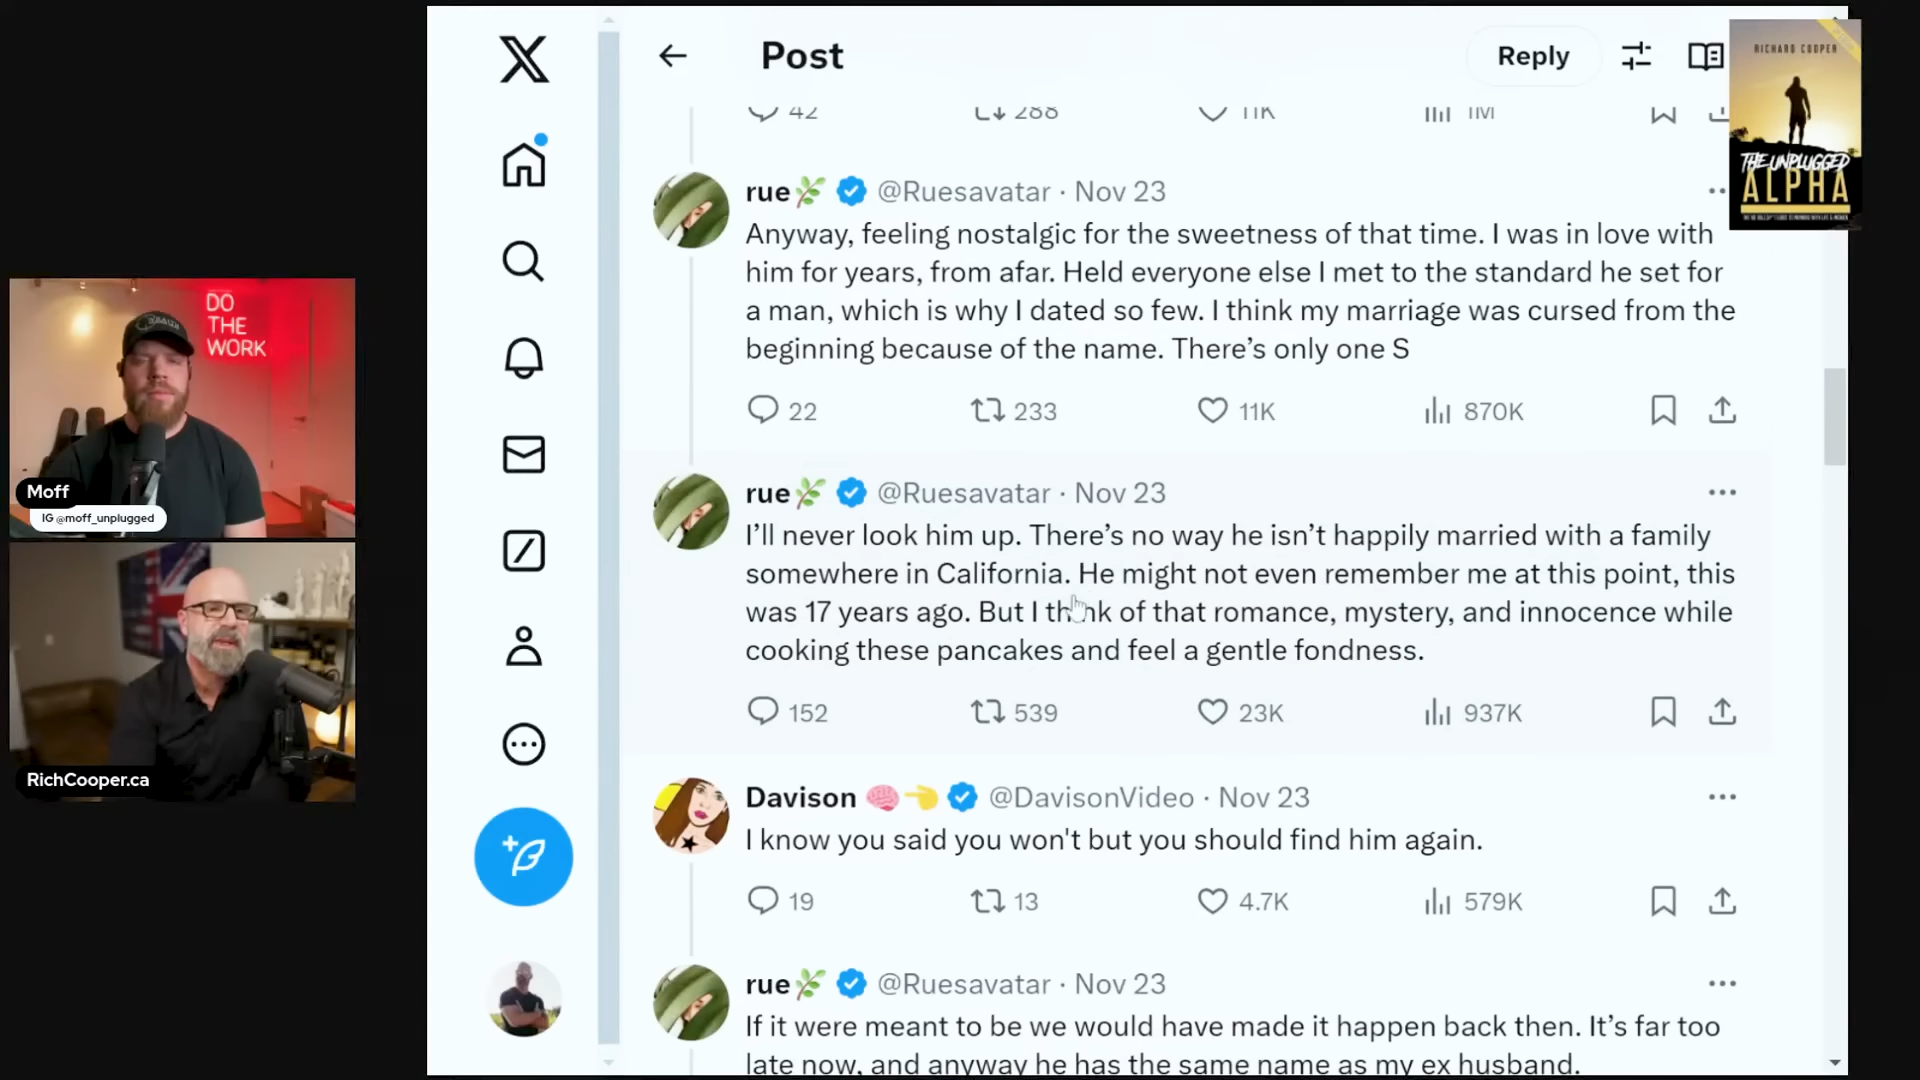 Post
Reply
42
288
11K
1M
RICHARD COOPER
THE UNPLUGGED
ALPHA
rue @Ruesavatar · Nov 23
Anyway, feeling nostalgic for the sweetness of that time. I was in love with
him for years, from afar. Held everyone else I met to the standard he set for
a man, which is why I dated so few. I think my marriage was cursed from the
beginning because of the name. There’s only one S
22
233
11K
870K
rue @Ruesavatar · Nov 23
I’ll never look him up. There’s no way he isn’t happily married with a family
somewhere in California. He might not even remember me at this point, this
was 17 years ago. But I think of that romance, mystery, and innocence while
cooking these pancakes and feel a gentle fondness.
152
539
23K
937K
Davison @DavisonVideo · Nov 23
I know you said you won't but you should find him again.
19
13
4.7K
579K
rue @Ruesavatar · Nov 23
If it were meant to be we would have made it happen back then. It’s far too
late now, and anyway he has the same name as my ex husband.
DO
THE
WORK
Moff
IG @moff_unplugged
RichCooper.ca